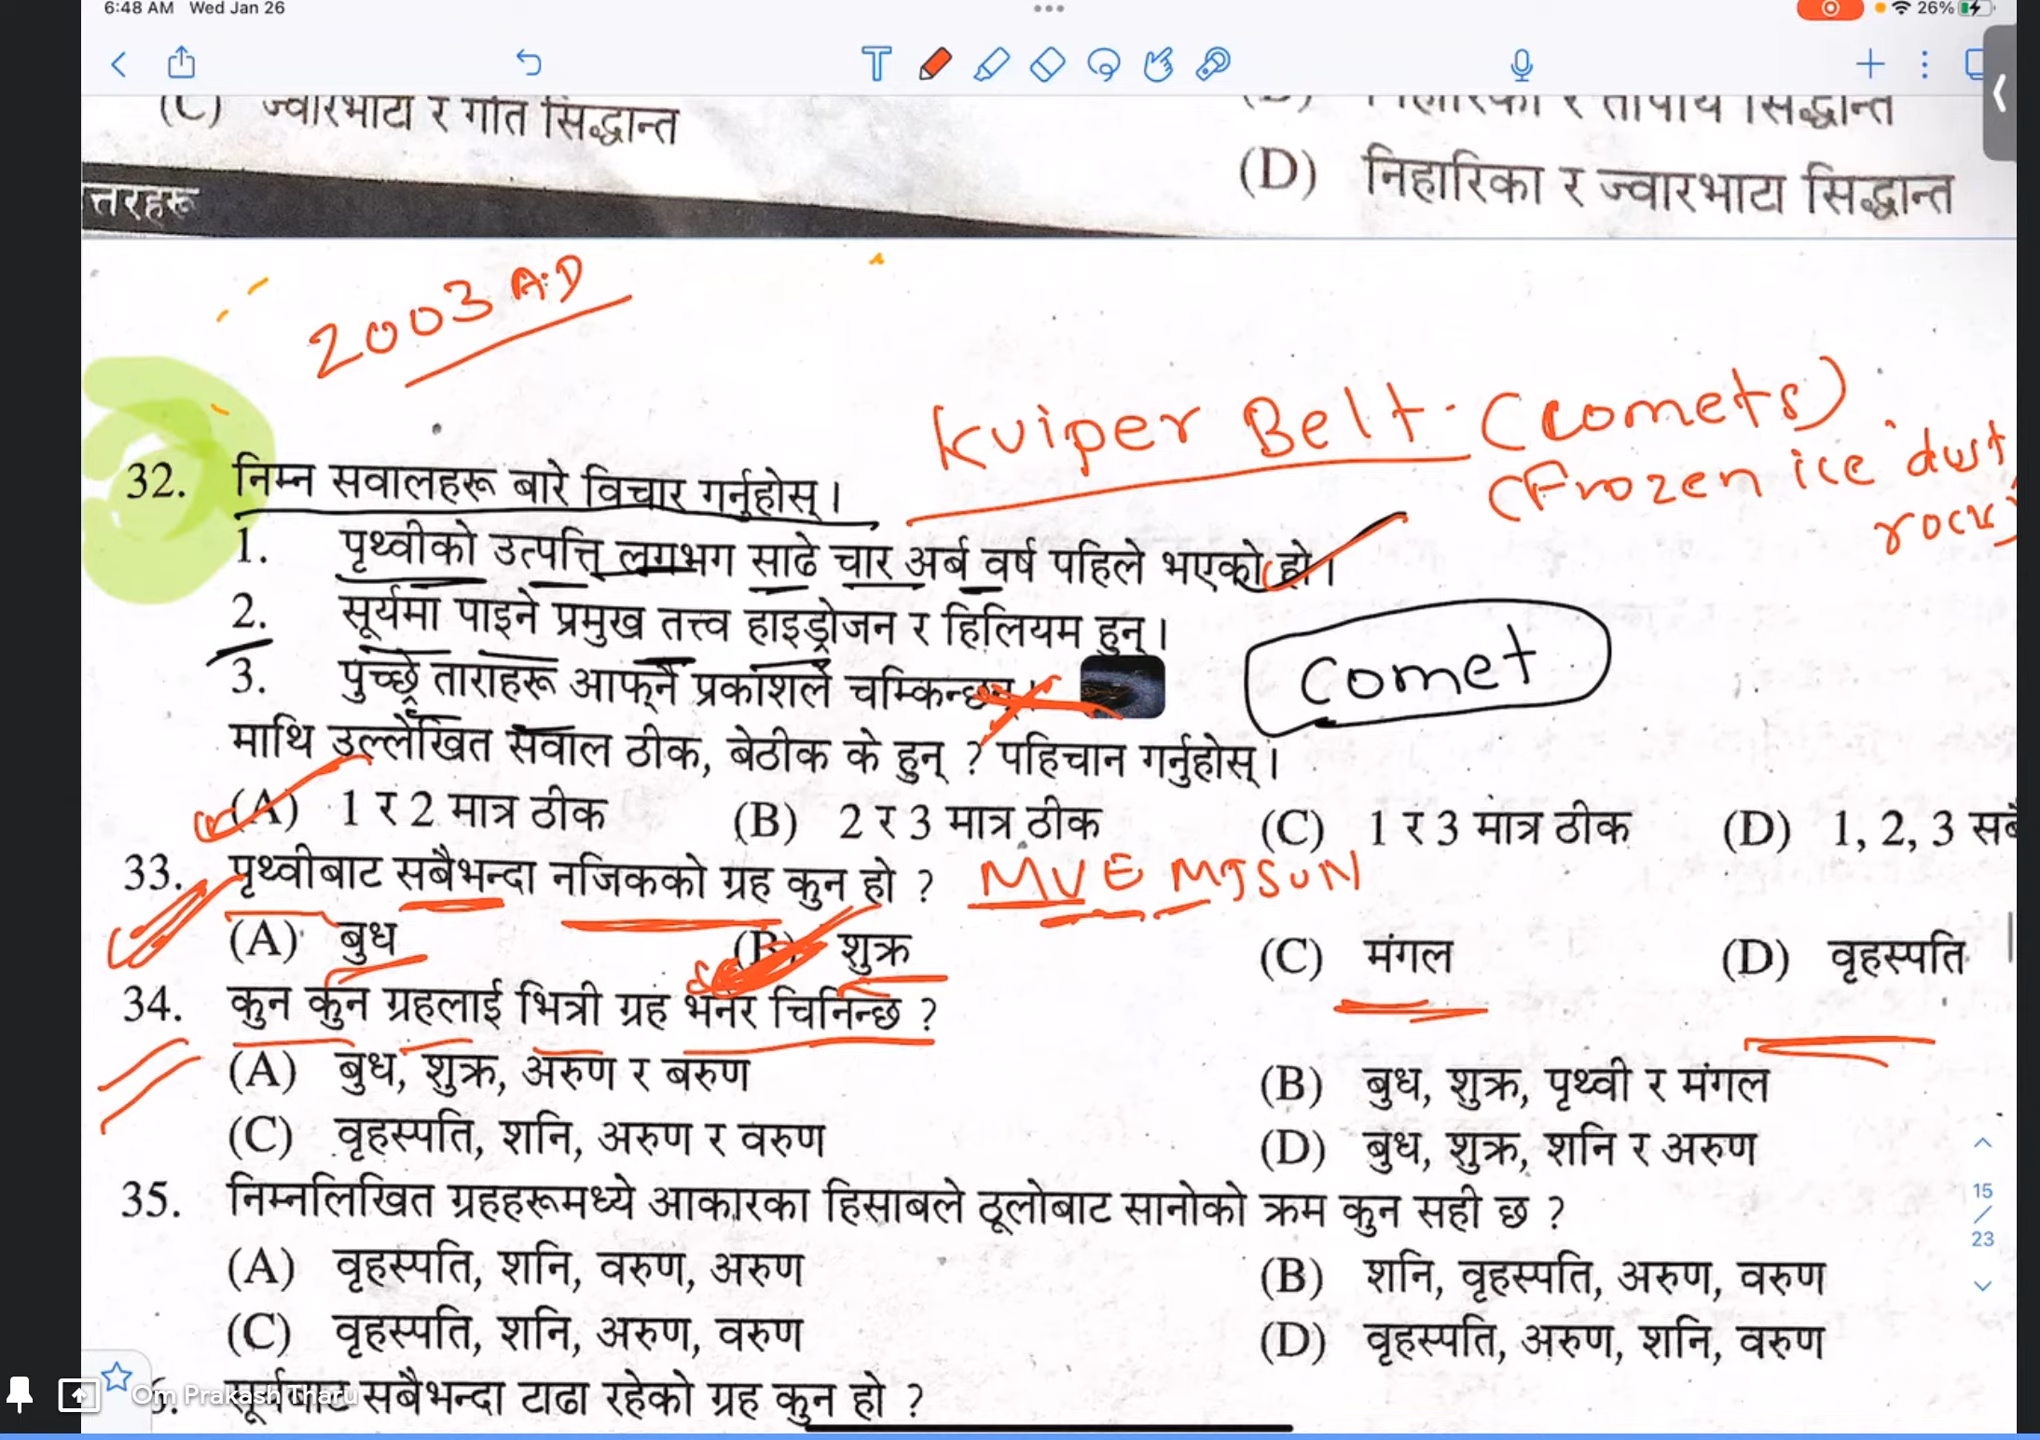 6:48 AM Wed Jan 26
26%
(C) ज्वारभाटा र गति सिद्धान्त
सिद्धान्त
(D) निहारिका र ज्वारभाटा सिद्धान्त
त्तरहरू
2003 A.D
Kuiper Belt - (comets)
(Frozen ice dust
rock)
32. निम्न सवालहरू बारे विचार गर्नुहोस् ।
1. पृथ्वीको उत्पत्ति लगभग साढे चार अर्ब वर्ष पहिले भएको हो ।
2. सूर्यमा पाइने प्रमुख तत्त्व हाइड्रोजन र हिलियम हुन् ।
3. पुच्छ्रे ताराहरू आफ्नै प्रकाशले चम्किन्छन् ।
comet
माथि उल्लेखित सवाल ठीक, बेठीक के हुन् ? पहिचान गर्नुहोस् ।
(A) 1 र 2 मात्र ठीक (B) 2 र 3 मात्र ठीक (C) 1 र 3 मात्र ठीक (D) 1, 2, 3
33. पृथ्वीबाट सबैभन्दा नजिकको ग्रह कुन हो ? MVE MJSUN
(A) बुध (B) शुक्र (C) मंगल (D) वृहस्पति
34. कुन कुन ग्रहलाई भित्री ग्रह भनेर चिनिन्छ ?
(A) बुध, शुक्र, अरुण र बरुण (B) बुध, शुक्र, पृथ्वी र मंगल
(C) वृहस्पति, शनि, अरुण र वरुण (D) बुध, शुक्र, शनि र अरुण
35. निम्नलिखित ग्रहहरूमध्ये आकारका हिसाबले ठूलोबाट सानोको क्रम कुन सही छ ?
(A) वृहस्पति, शनि, वरुण, अरुण (B) शनि, वृहस्पति, अरुण, वरुण
(C) वृहस्पति, शनि, अरुण, वरुण (D) वृहस्पति, अरुण, शनि, वरुण
15
/
23
Om Prakash Tharu
सूर्यबाट सबैभन्दा टाढा रहेको ग्रह कुन हो ?